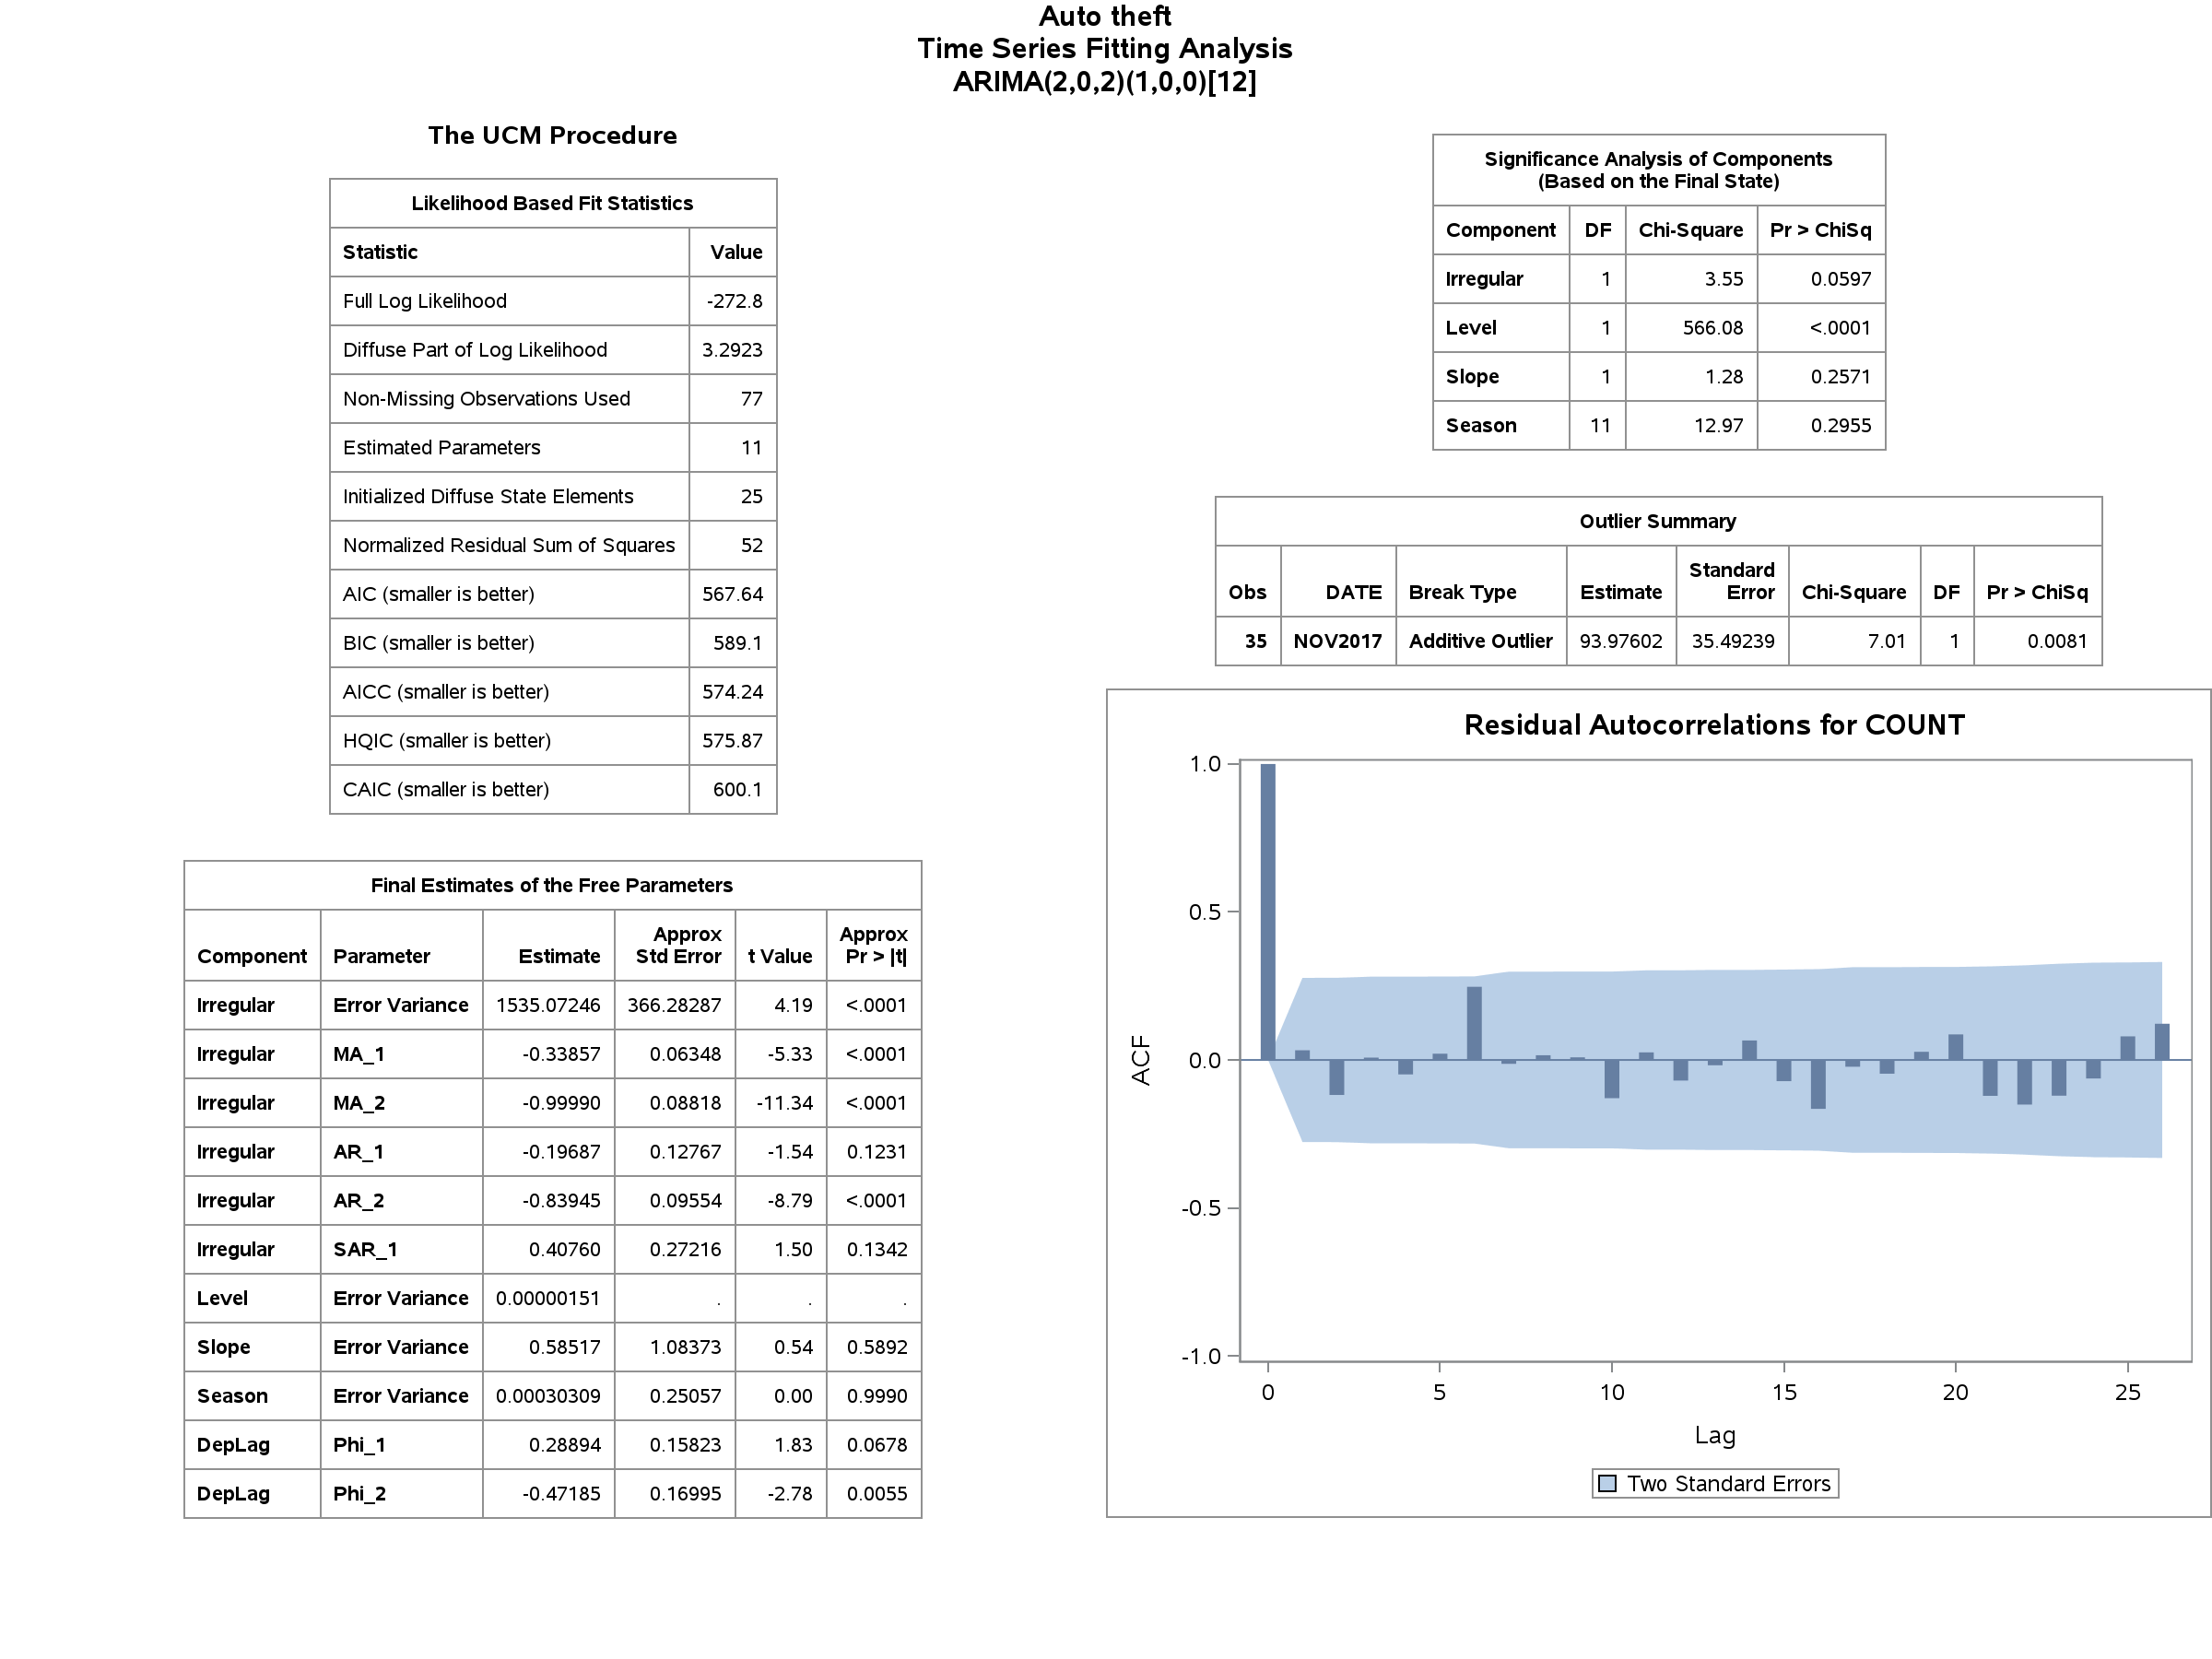 Auto theft
Time Series Fitting Analysis
ARIMA(2,0,2)(1,0,0)[12]
The UCM Procedure
Likelihood Based Fit Statistics
Statistic Value
Full Log Likelihood -272.8
Diffuse Part of Log Likelihood 3.2923
Non-Missing Observations Used 77
Estimated Parameters 11
Initialized Diffuse State Elements 25
Normalized Residual Sum of Squares 52
AIC (smaller is better) 567.64
BIC (smaller is better) 589.1
AICC (smaller is better) 574.24
HQIC (smaller is better) 575.87
CAIC (smaller is better) 600.1
Final Estimates of the Free Parameters
Component Parameter Estimate Approx Std Error t Value Approx Pr > |t|
Irregular Error Variance 1535.07246 366.28287 4.19 <.0001
Irregular MA_1 -0.33857 0.06348 -5.33 <.0001
Irregular MA_2 -0.99990 0.08818 -11.34 <.0001
Irregular AR_1 -0.19687 0.12767 -1.54 0.1231
Irregular AR_2 -0.83945 0.09554 -8.79 <.0001
Irregular SAR_1 0.40760 0.27216 1.50 0.1342
Level Error Variance 0.00000151 . . .
Slope Error Variance 0.58517 1.08373 0.54 0.5892
Season Error Variance 0.00030309 0.25057 0.00 0.9990
DepLag Phi_1 0.28894 0.15823 1.83 0.0678
DepLag Phi_2 -0.47185 0.16995 -2.78 0.0055
Significance Analysis of Components
(Based on the Final State)
Component DF Chi-Square Pr > ChiSq
Irregular 1 3.55 0.0597
Level 1 566.08 <.0001
Slope 1 1.28 0.2571
Season 11 12.97 0.2955
Outlier Summary
Obs DATE Break Type Estimate Standard Error Chi-Square DF Pr > ChiSq
35 NOV2017 Additive Outlier 93.97602 35.49239 7.01 1 0.0081
Residual Autocorrelations for COUNT
1.0
0.5
0.0
-0.5
-1.0
ACF
0 5 10 15 20 25
Lag
Two Standard Errors